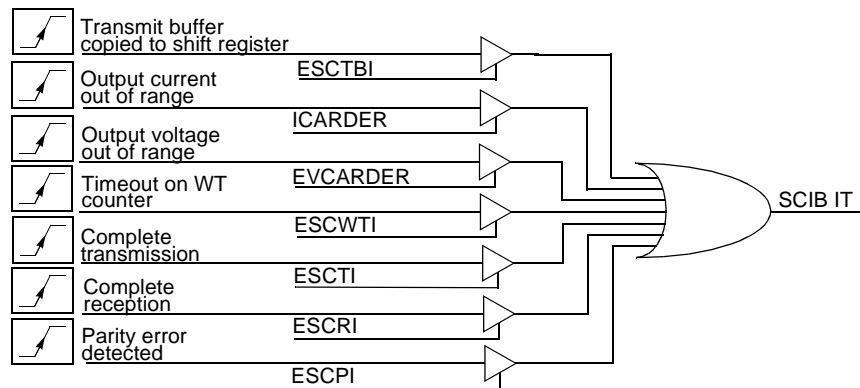 Transmit buffer
copied to shift register
ESCTBI
Output current
out of range
ICARDER
Output voltage
out of range
EVCARDER
Timeout on WT
counter
SCIB IT
ESCWTI
Complete
transmission
ESCTI
Complete
reception
ESCRI
Parity error
detected
ESCPI